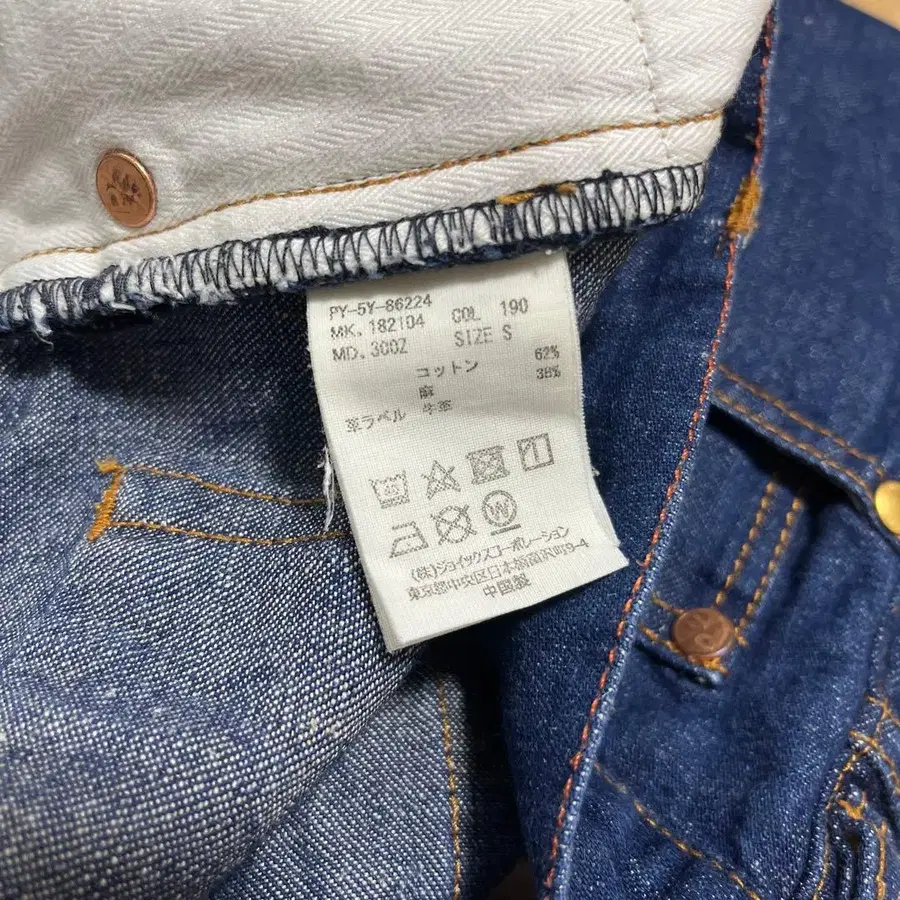 PY-5Y-86224
MK. 182104 COL 190
MD. 300Z SIZE S
コットン 62%
麻 38%
革ラベル 牛革
(株)ジョイックスコーポレーション
東京都中央区日本橋富沢町9-4
中国製